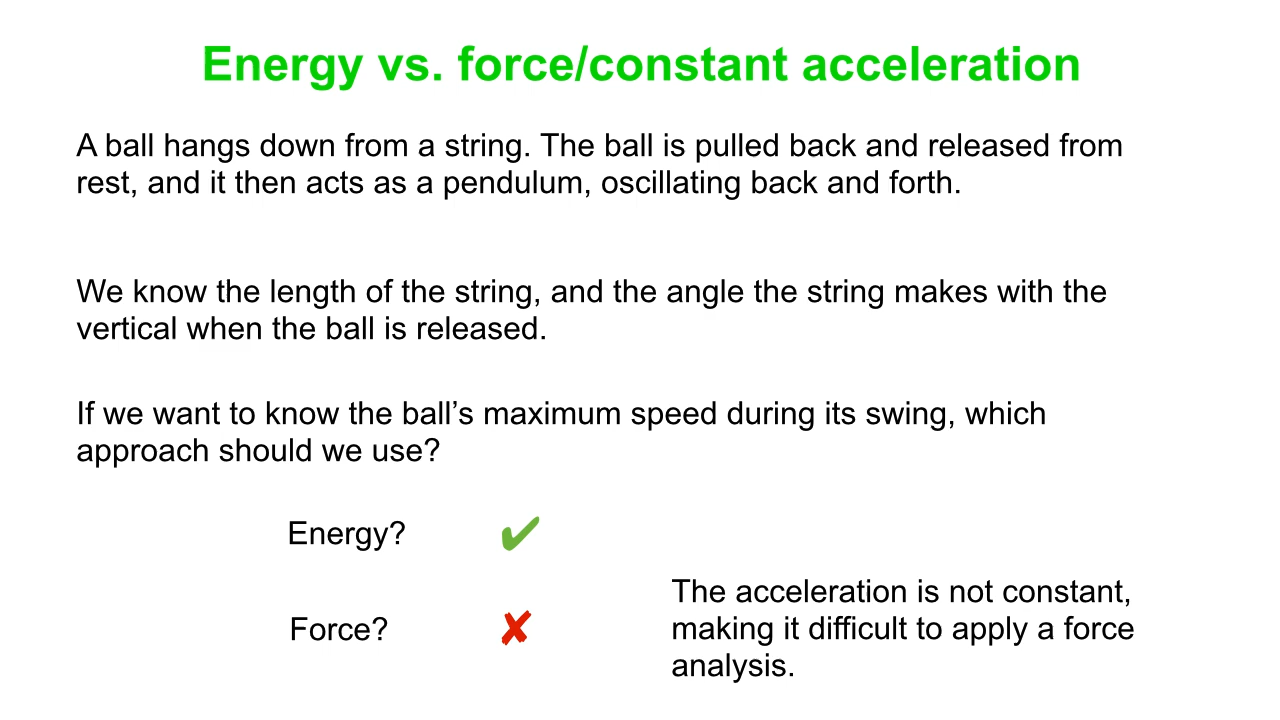 Energy vs. force/constant acceleration
A ball hangs down from a string. The ball is pulled back and released from
rest, and it then acts as a pendulum, oscillating back and forth.
We know the length of the string, and the angle the string makes with the
vertical when the ball is released.
If we want to know the ball’s maximum speed during its swing, which
approach should we use?
Energy? ✔
Force? ✘
The acceleration is not constant,
making it difficult to apply a force
analysis.